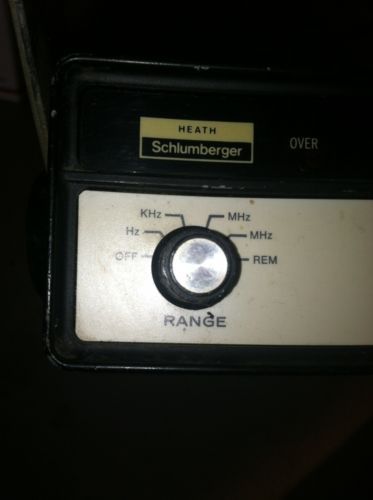 HEATH
Schlumberger
OVER
KHz MHz
Hz MHz
OFF REM
RANGE